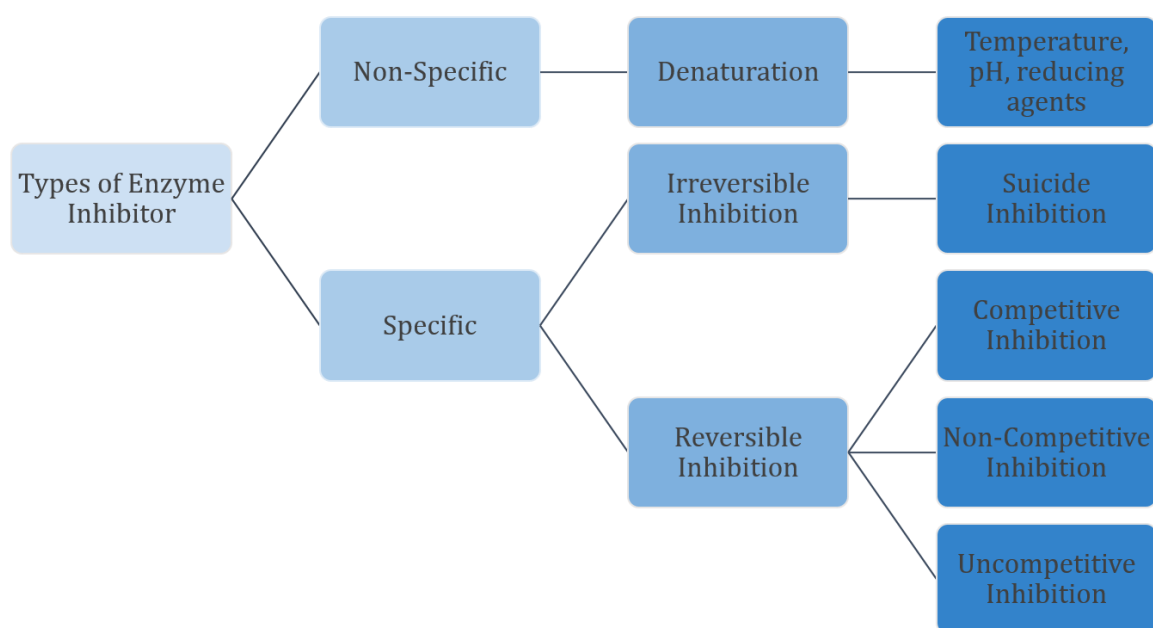 Types of Enzyme
Inhibitor
Non-Specific
Denaturation
Temperature,
pH, reducing
agents
Specific
Irreversible
Inhibition
Suicide
Inhibition
Reversible
Inhibition
Competitive
Inhibition
Non-Competitive
Inhibition
Uncompetitive
Inhibition